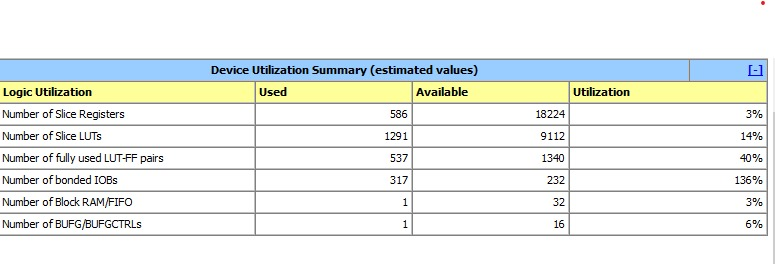 Device Utilization Summary (estimated values) [-]
Logic Utilization Used Available Utilization
Number of Slice Registers 586 18224 3%
Number of Slice LUTs 1291 9112 14%
Number of fully used LUT-FF pairs 537 1340 40%
Number of bonded IOBs 317 232 136%
Number of Block RAM/FIFO 1 32 3%
Number of BUFG/BUFGCTRLs 1 16 6%